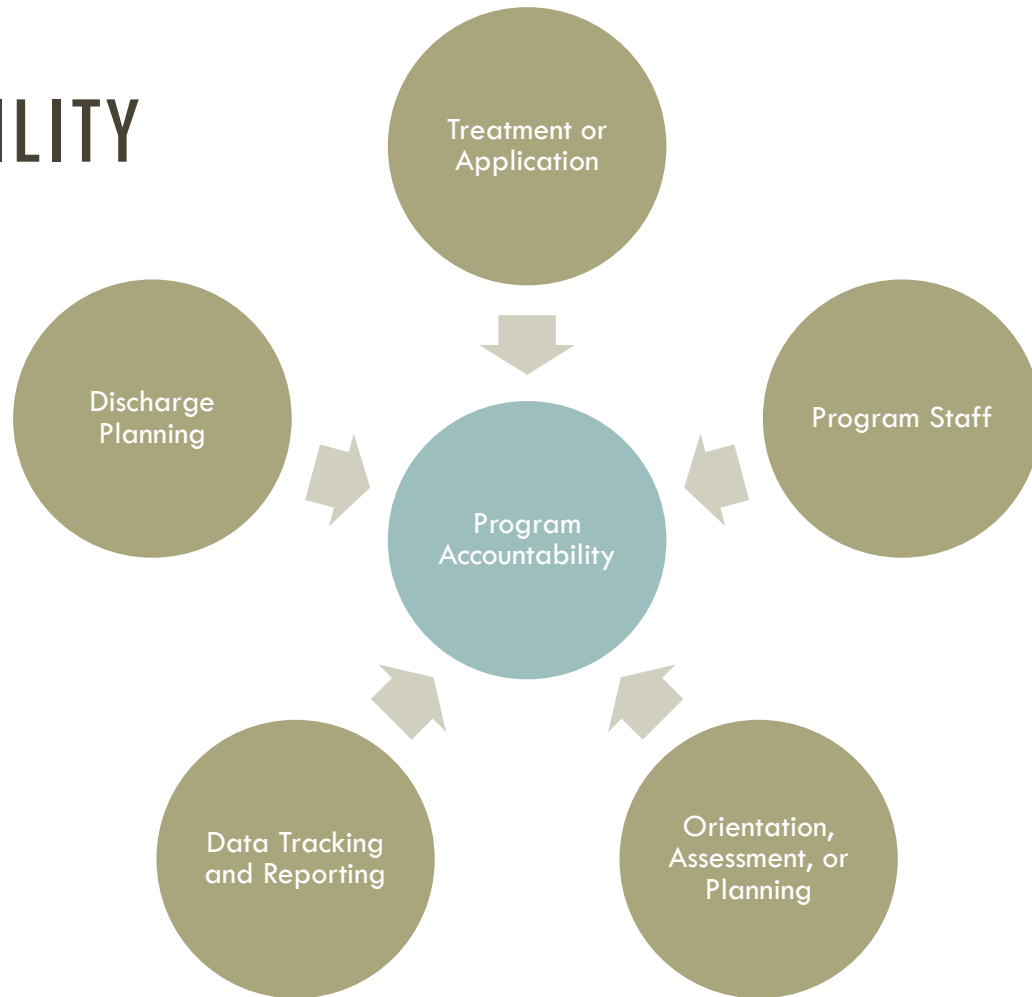 ILITY
Treatment or
Application
Discharge
Planning
Program Staff
Program
Accountability
Data Tracking
and Reporting
Orientation,
Assessment, or
Planning